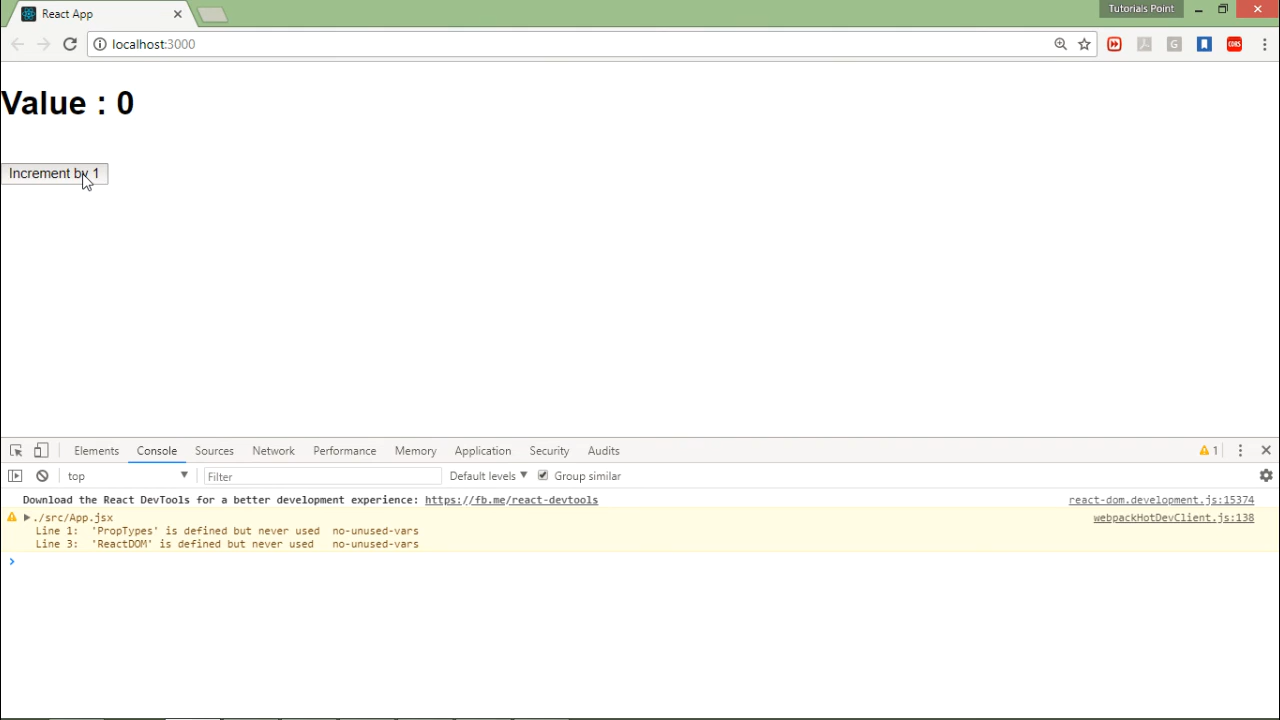 React App
Tutorials Point
localhost:3000
Value : 0
Increment by 1
Elements Console Sources Network Performance Memory Application Security Audits 1
top Filter Default levels Group similar
Download the React DevTools for a better development experience: https://fb.me/react-devtools react-dom.development.js:15374
./src/App.jsx webpackHotDevClient.js:138
Line 1: 'PropTypes' is defined but never used no-unused-vars
Line 3: 'ReactDOM' is defined but never used no-unused-vars